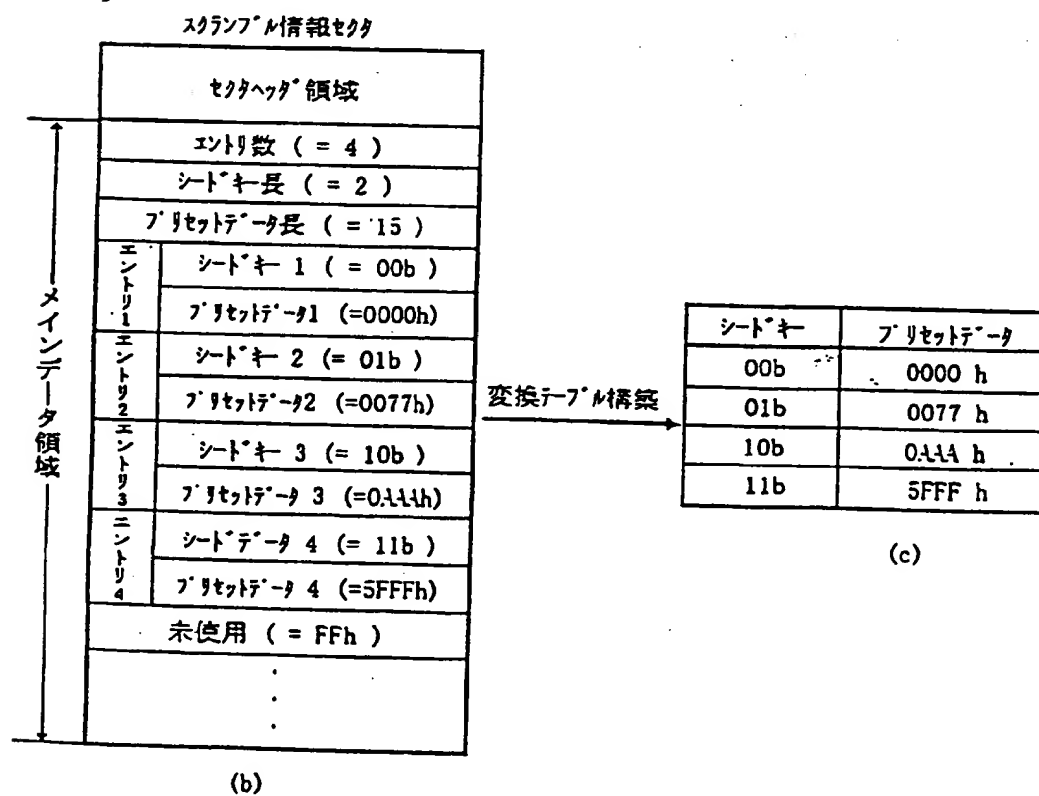 スクランブル情報セクタ
セクタヘッダ領域
エントリ数 ( = 4 )
シードキー長 ( = 2 )
プリセットデータ長 ( = 15 )
エントリ1
シードキー 1 ( = 00b )
プリセットデータ1 (=0000h)
エントリ2
シードキー 2 (= 01b )
プリセットデータ2 (=0077h)
エントリ3
シードキー 3 (= 10b )
プリセットデータ 3 (=0AAAh)
エントリ4
シードデータ 4 (= 11b )
プリセットデータ 4 (=5FFFh)
未使用 ( = FFh )
メインデータ領域
(b)
変換テーブル構築
シードキー プリセットデータ
00b 0000 h
01b 0077 h
10b 0AAA h
11b 5FFF h
(c)